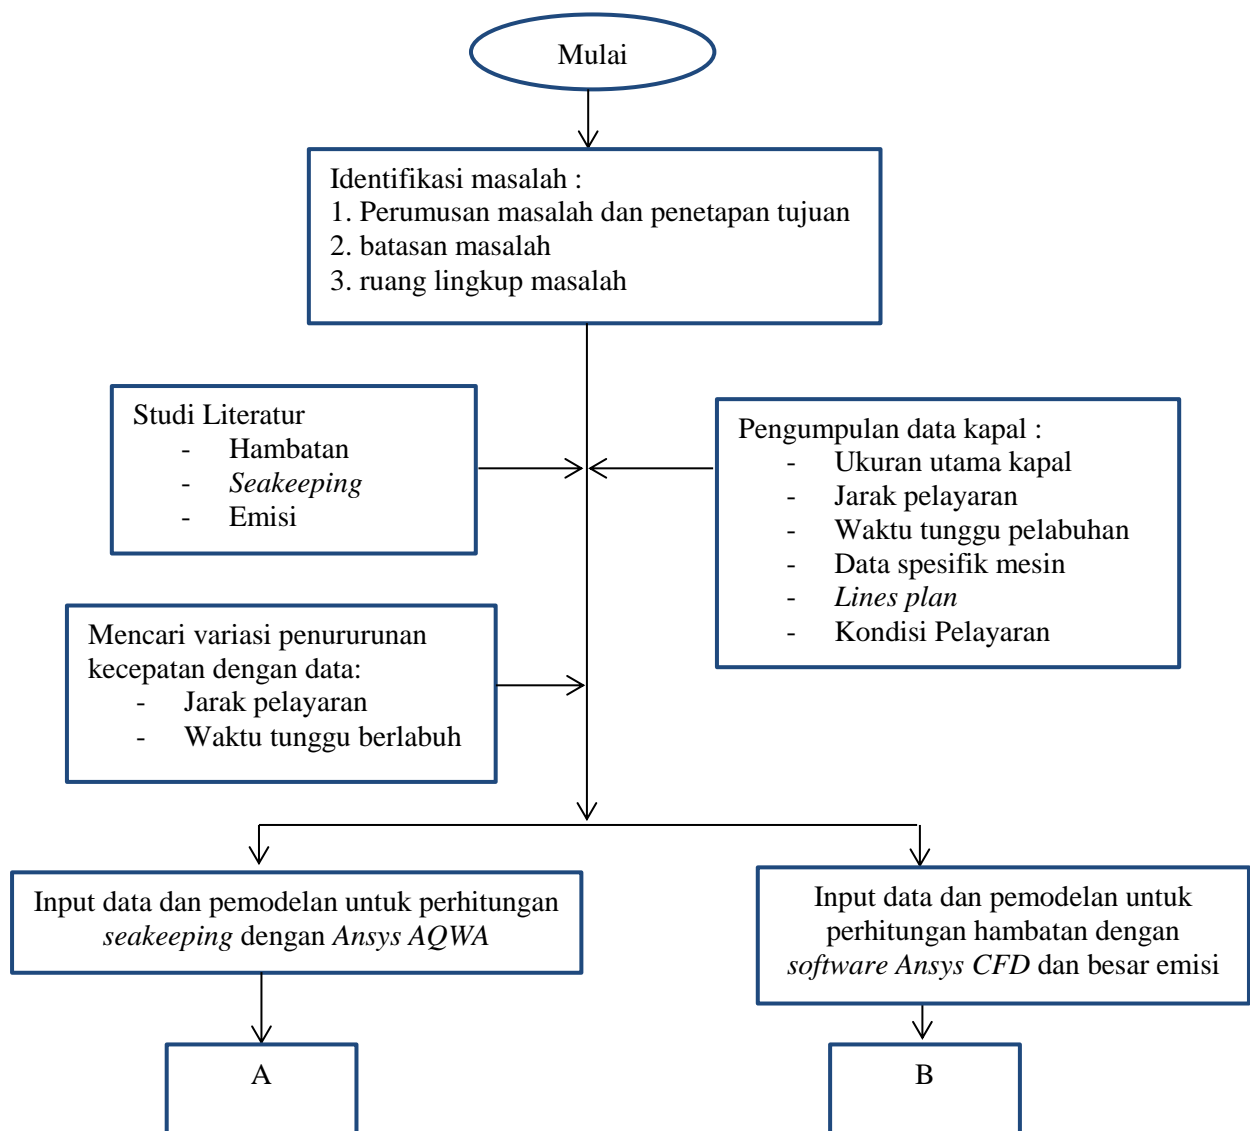 Mulai
Identifikasi masalah :
1. Perumusan masalah dan penetapan tujuan
2. batasan masalah
3. ruang lingkup masalah
Studi Literatur
- Hambatan
- Seakeeping
- Emisi
Pengumpulan data kapal :
- Ukuran utama kapal
- Jarak pelayaran
- Waktu tunggu pelabuhan
- Data spesifik mesin
- Lines plan
- Kondisi Pelayaran
Mencari variasi penururunan
kecepatan dengan data:
- Jarak pelayaran
- Waktu tunggu berlabuh
Input data dan pemodelan untuk perhitungan
seakeeping dengan Ansys AQWA
Input data dan pemodelan untuk
perhitungan hambatan dengan
software Ansys CFD dan besar emisi
A
B